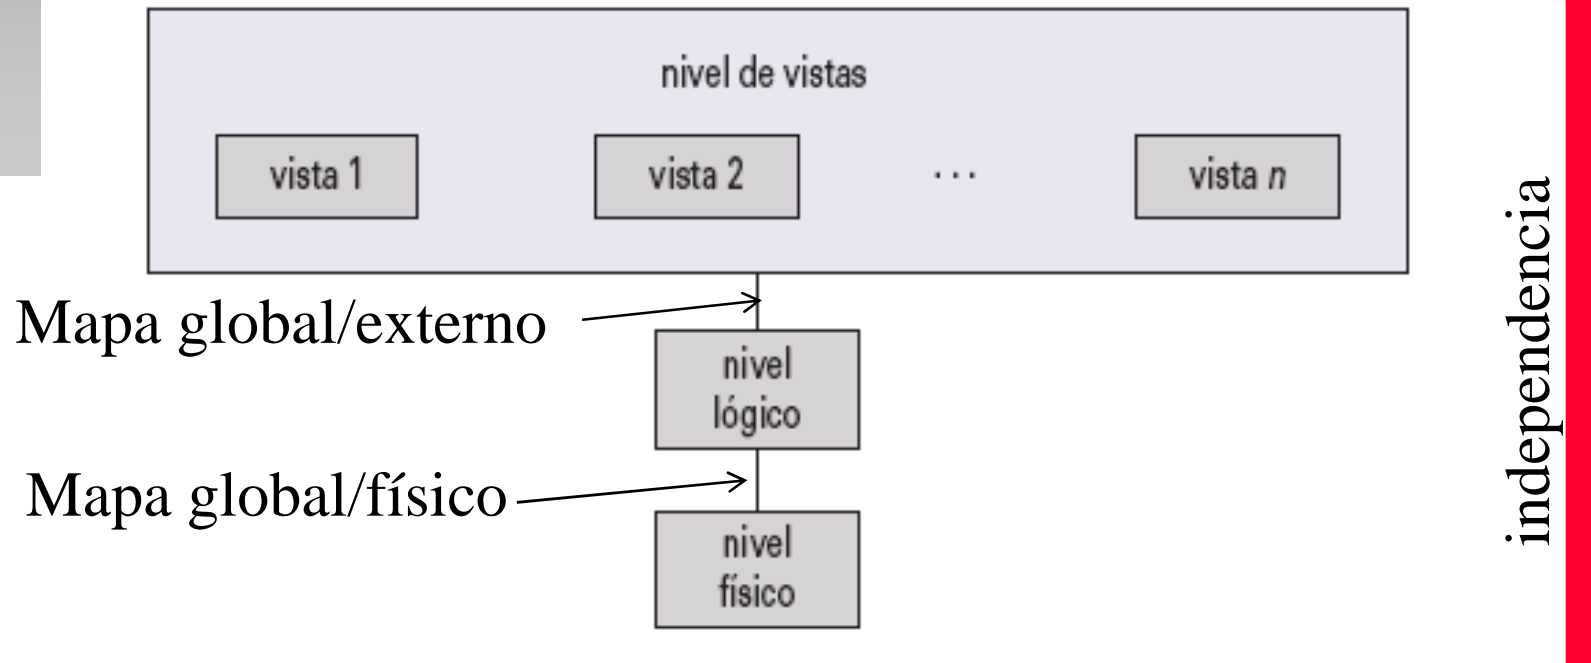 nivel de vistas
vista 1
vista 2
...
vista n
Mapa global/externo
nivel
lógico
Mapa global/físico
nivel
físico
independencia